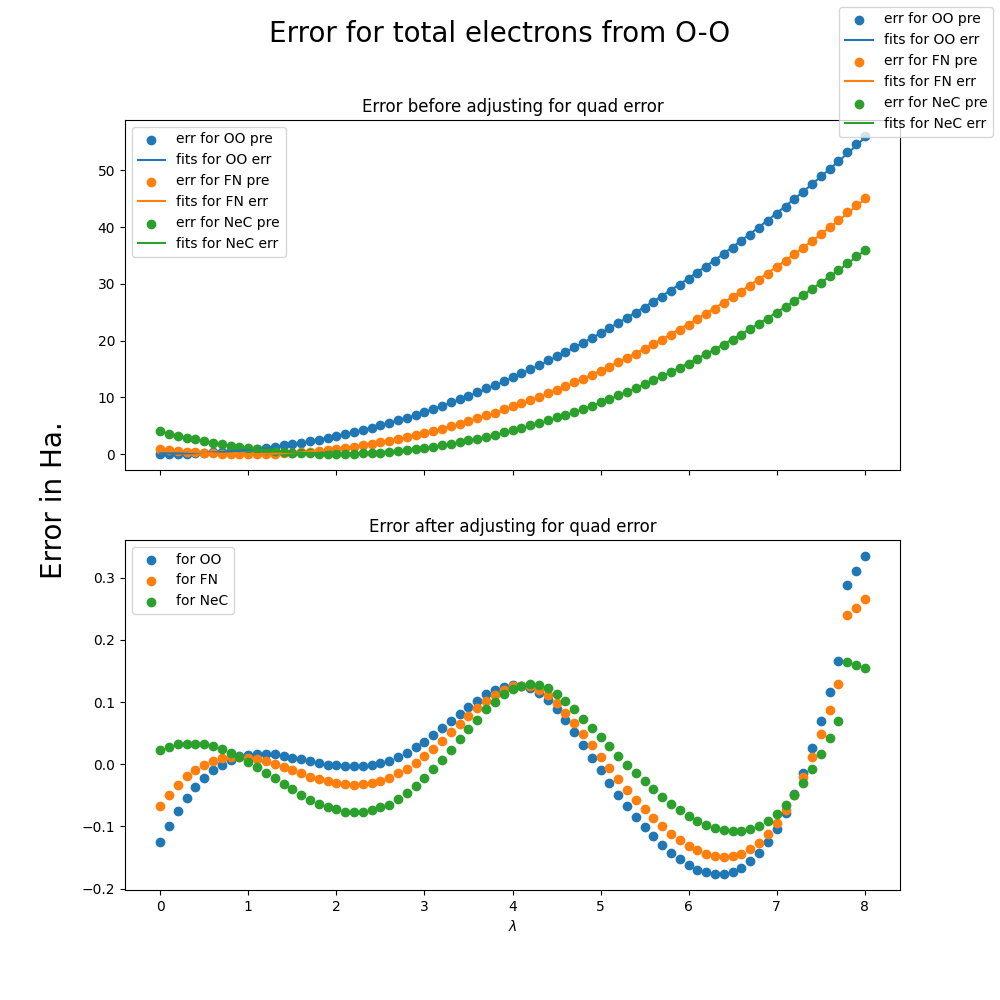 Error for total electrons from O-O
err for OO pre
fits for OO err
err for FN pre
fits for FN err
err for NeC pre
fits for NeC err
Error before adjusting for quad error
err for OO pre
fits for OO err
err for FN pre
fits for FN err
err for NeC pre
fits for NeC err
50
40
30
20
10
0
Error in Ha.
Error after adjusting for quad error
for OO
for FN
for NeC
0.3
0.2
0.1
0.0
−0.1
−0.2
0 1 2 3 4 5 6 7 8
λ